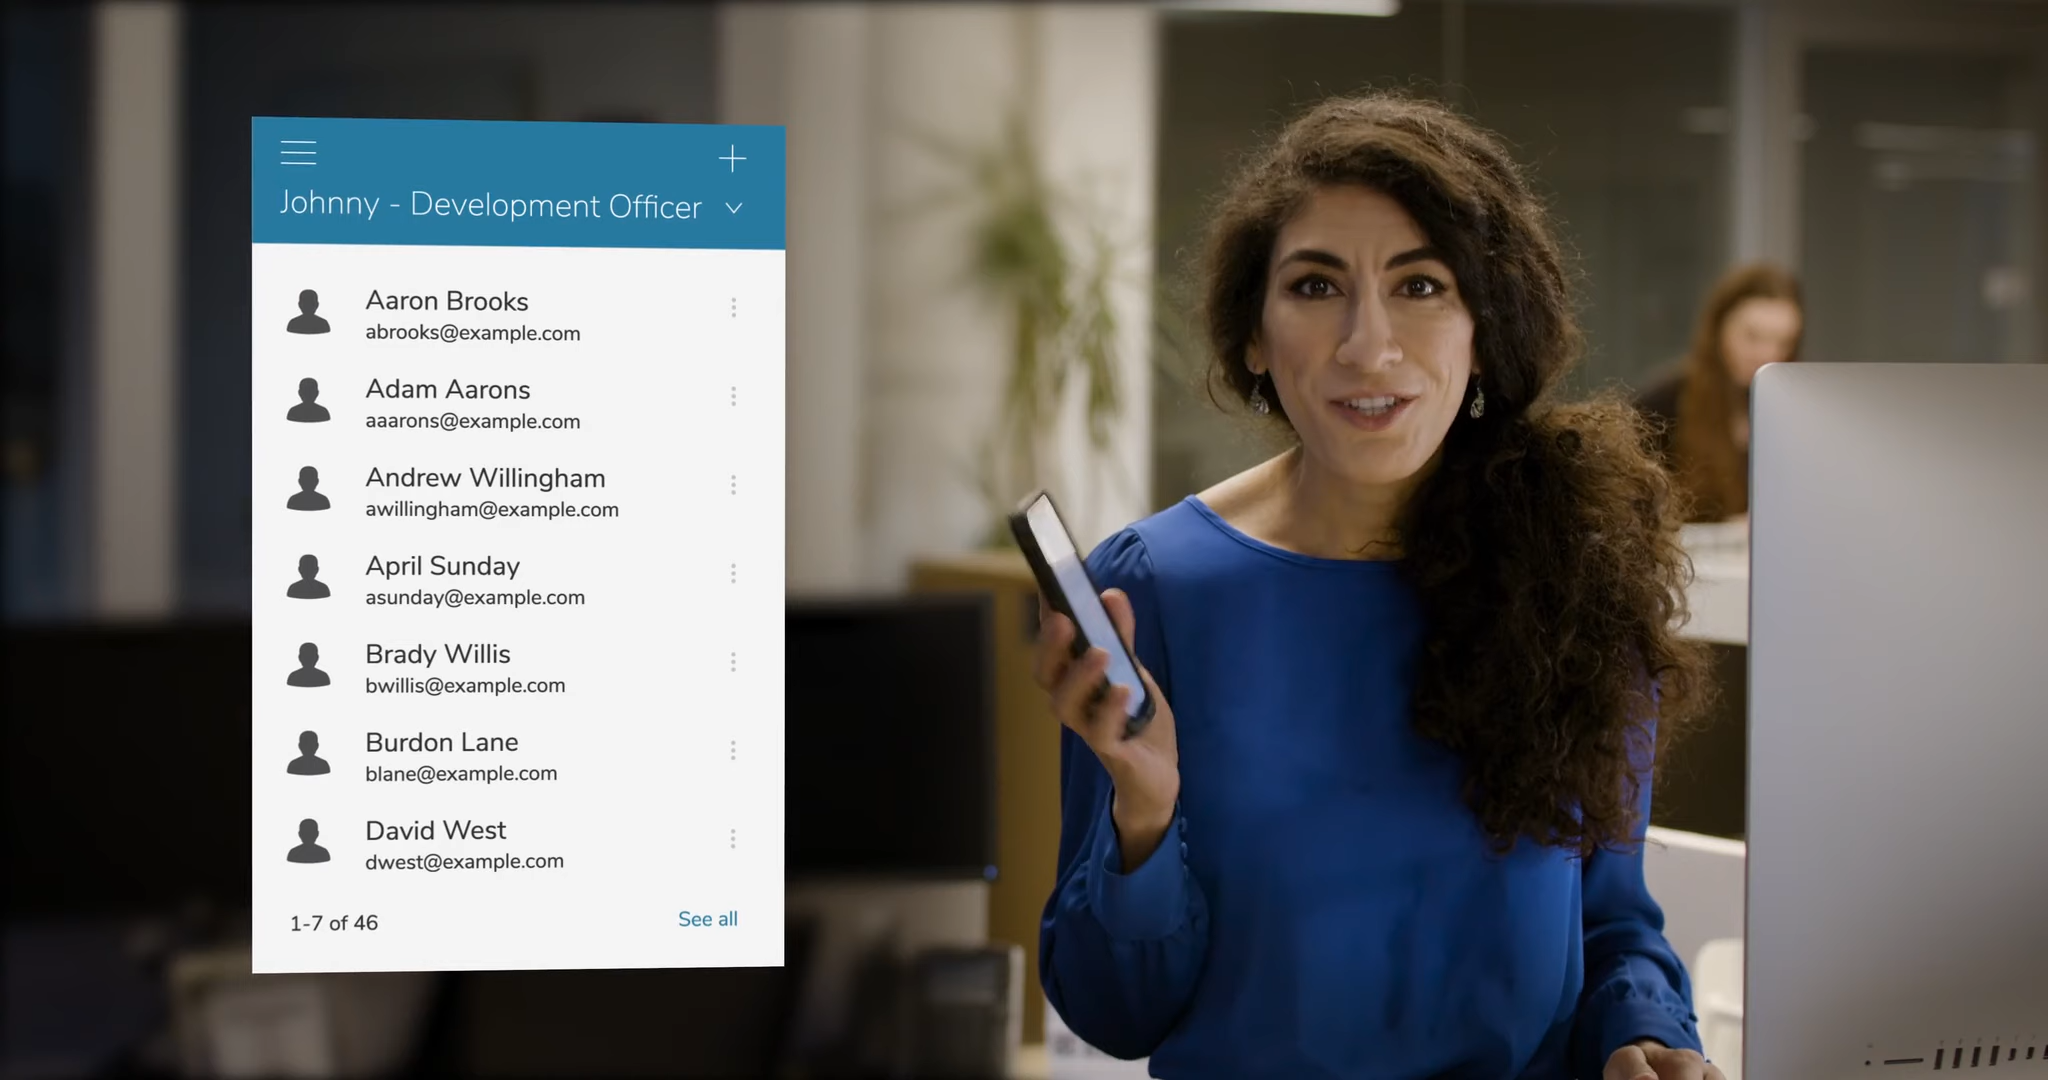 Johnny - Development Officer
Aaron Brooks
abrooks@example.com
Adam Aarons
aaarons@example.com
Andrew Willingham
awillingham@example.com
April Sunday
asunday@example.com
Brady Willis
bwillis@example.com
Burdon Lane
blane@example.com
David West
dwest@example.com
1-7 of 46
See all